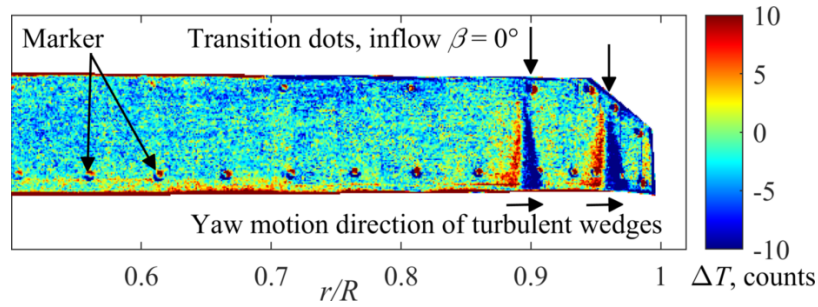 Marker
Transition dots, inflow β = 0°
Yaw motion direction of turbulent wedges
0.6
0.7
0.8
0.9
1
r/R
10
5
0
-5
-10
ΔT, counts